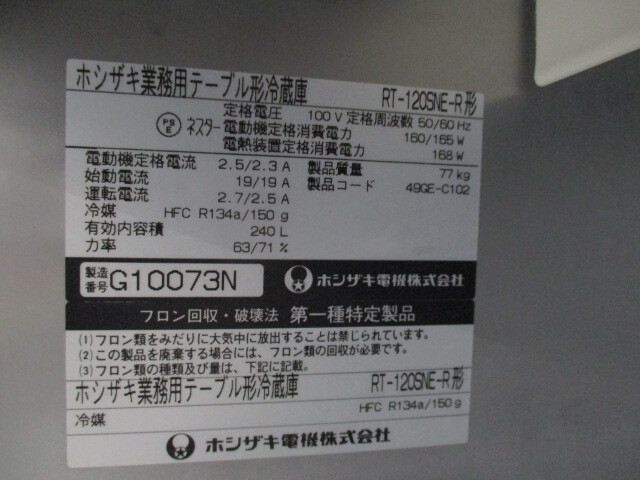 ホシザキ業務用テーブル形冷蔵庫 RT-120SNE-R形
定格電圧 100V 定格周波数 50/60 Hz
PSE ネスター 電動機定格消費電力 160/165 W
電熱装置定格消費電力 168 W
電動機定格電流 2.5/2.3 A 製品質量 77 kg
始動電流 19/19 A 製品コード 49GE-C102
運転電流 2.7/2.5 A
冷媒 HFC R134a/150 g
有効内容積 240 L
力率 63/71 %
製造番号 G10073N ホシザキ電機株式会社
フロン回収・破壊法 第一種特定製品
(1) フロン類をみだりに大気中に放出することは禁じられています。
(2) この製品を廃棄する場合には、フロン類の回収が必要です。
(3) フロン類の種類及び量は、下記に記載。
ホシザキ業務用テーブル形冷蔵庫 RT-120SNE-R形
冷媒 HFC R134a/150 g
ホシザキ電機株式会社